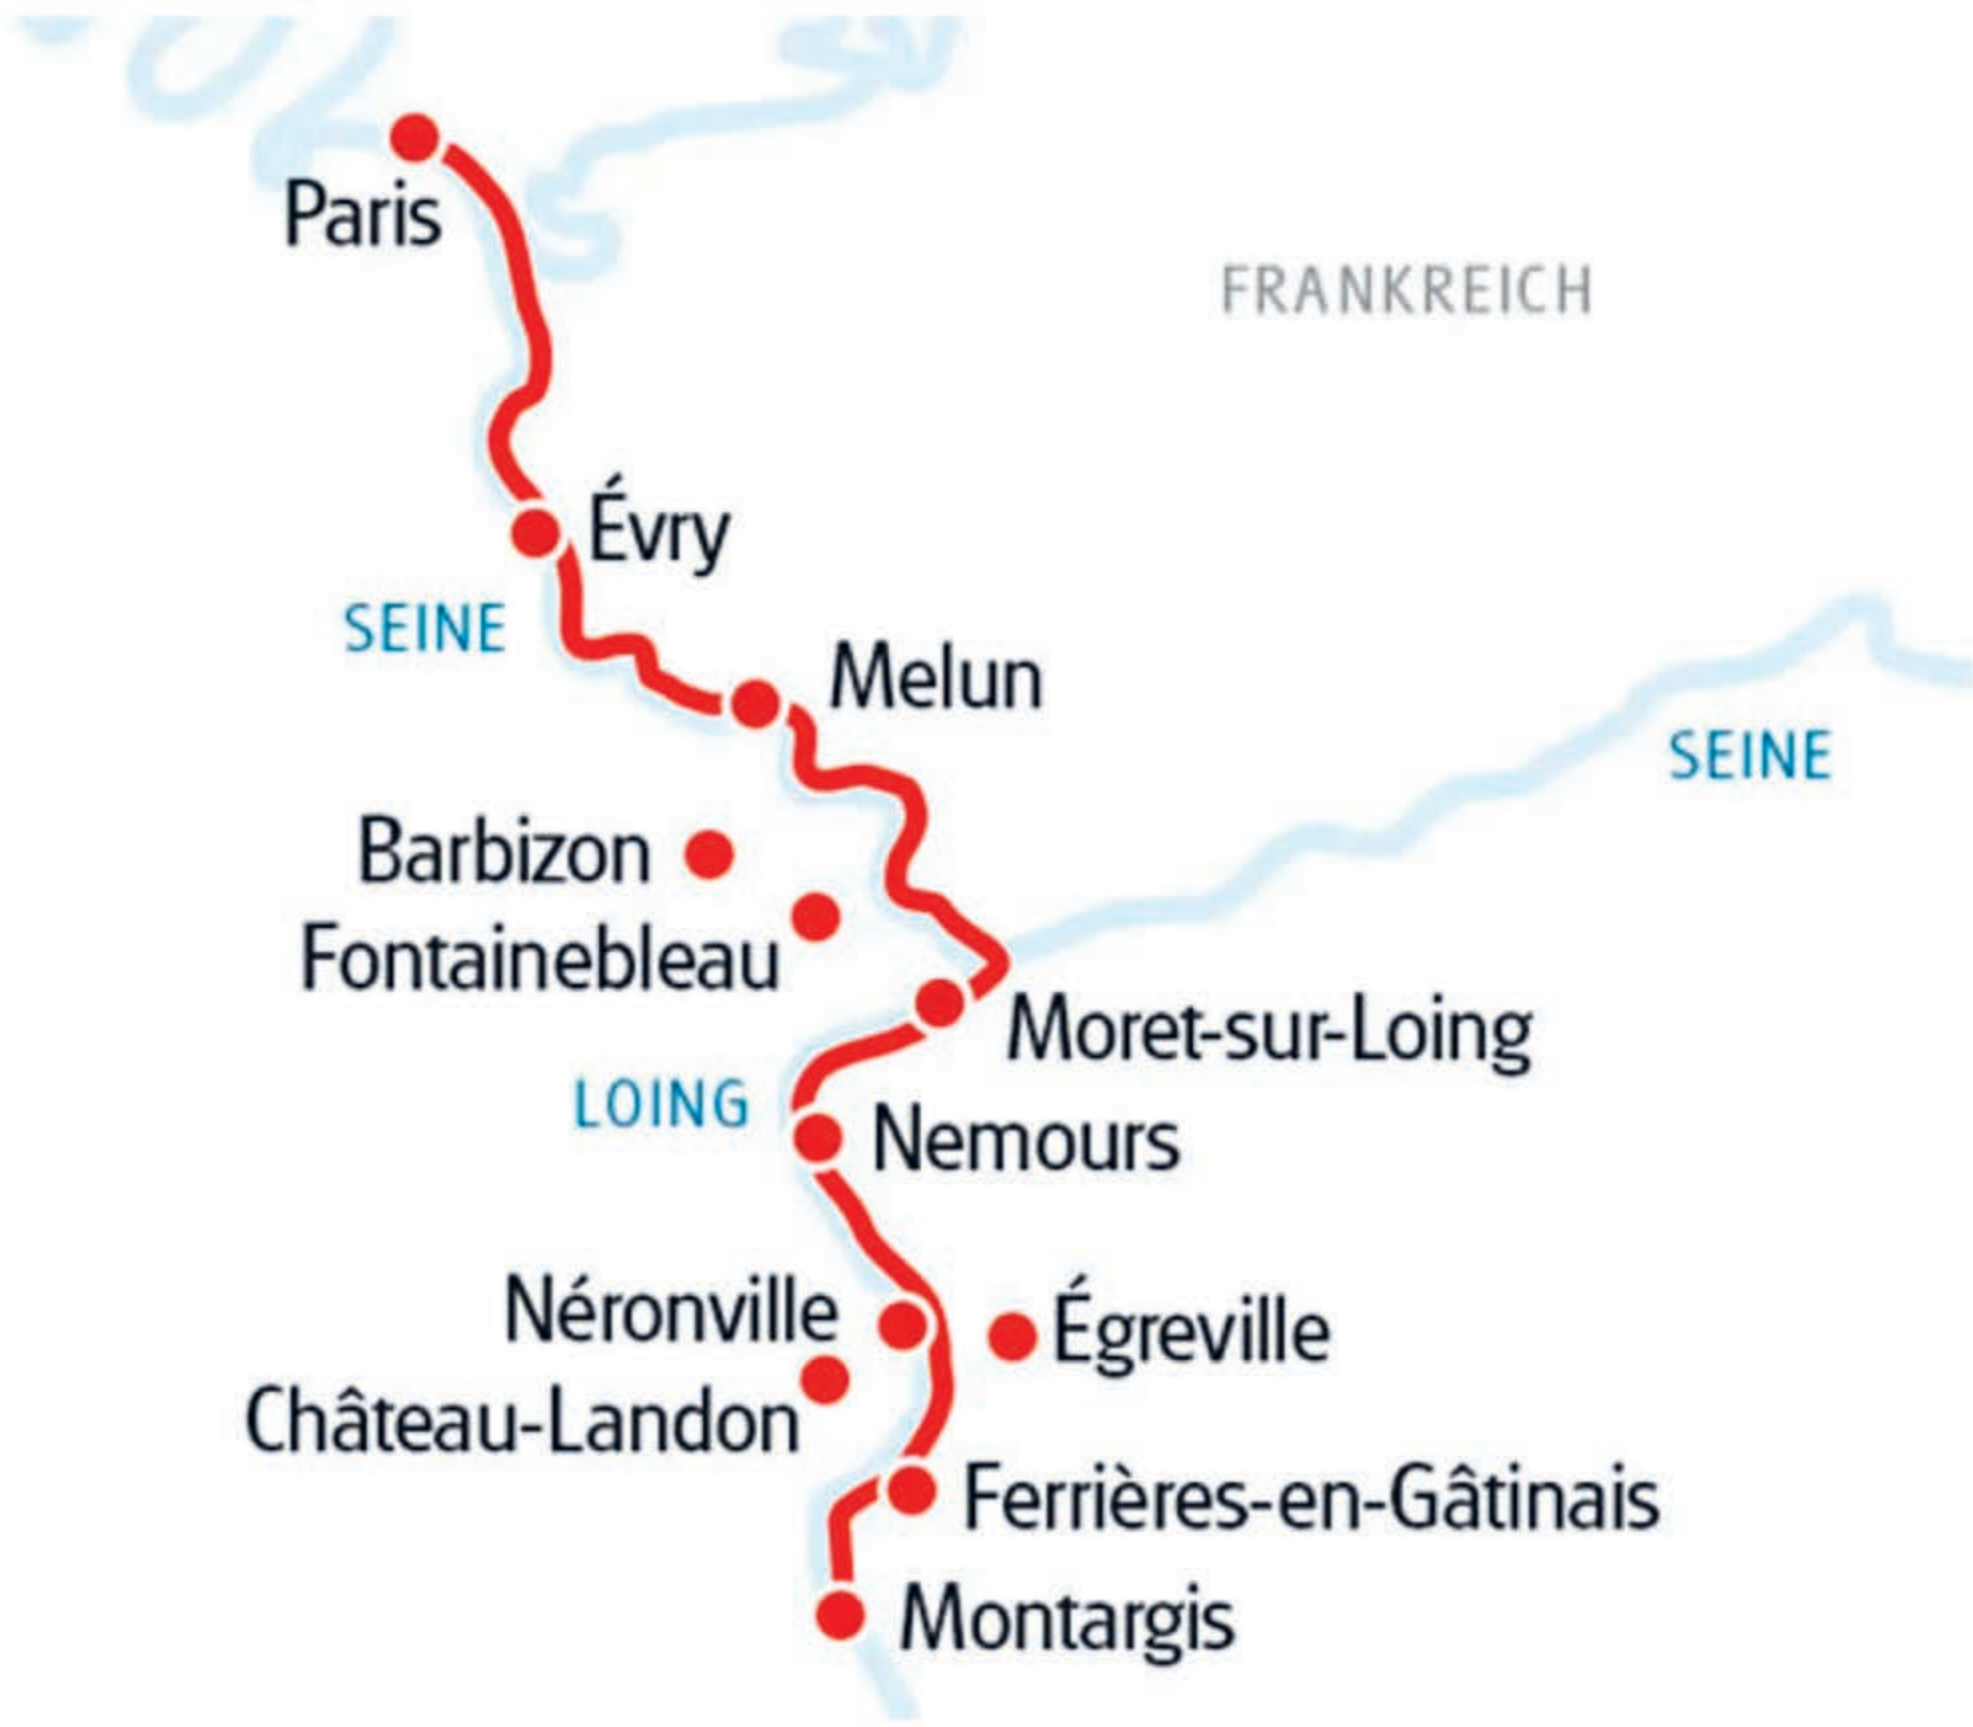 Paris
FRANKREICH
Évry
SEINE
Melun
SEINE
Barbizon
Fontainebleau
Moret-sur-Loing
LOING
Nemours
Néronville
Égreville
Château-Landon
Ferrières-en-Gâtinais
Montargis